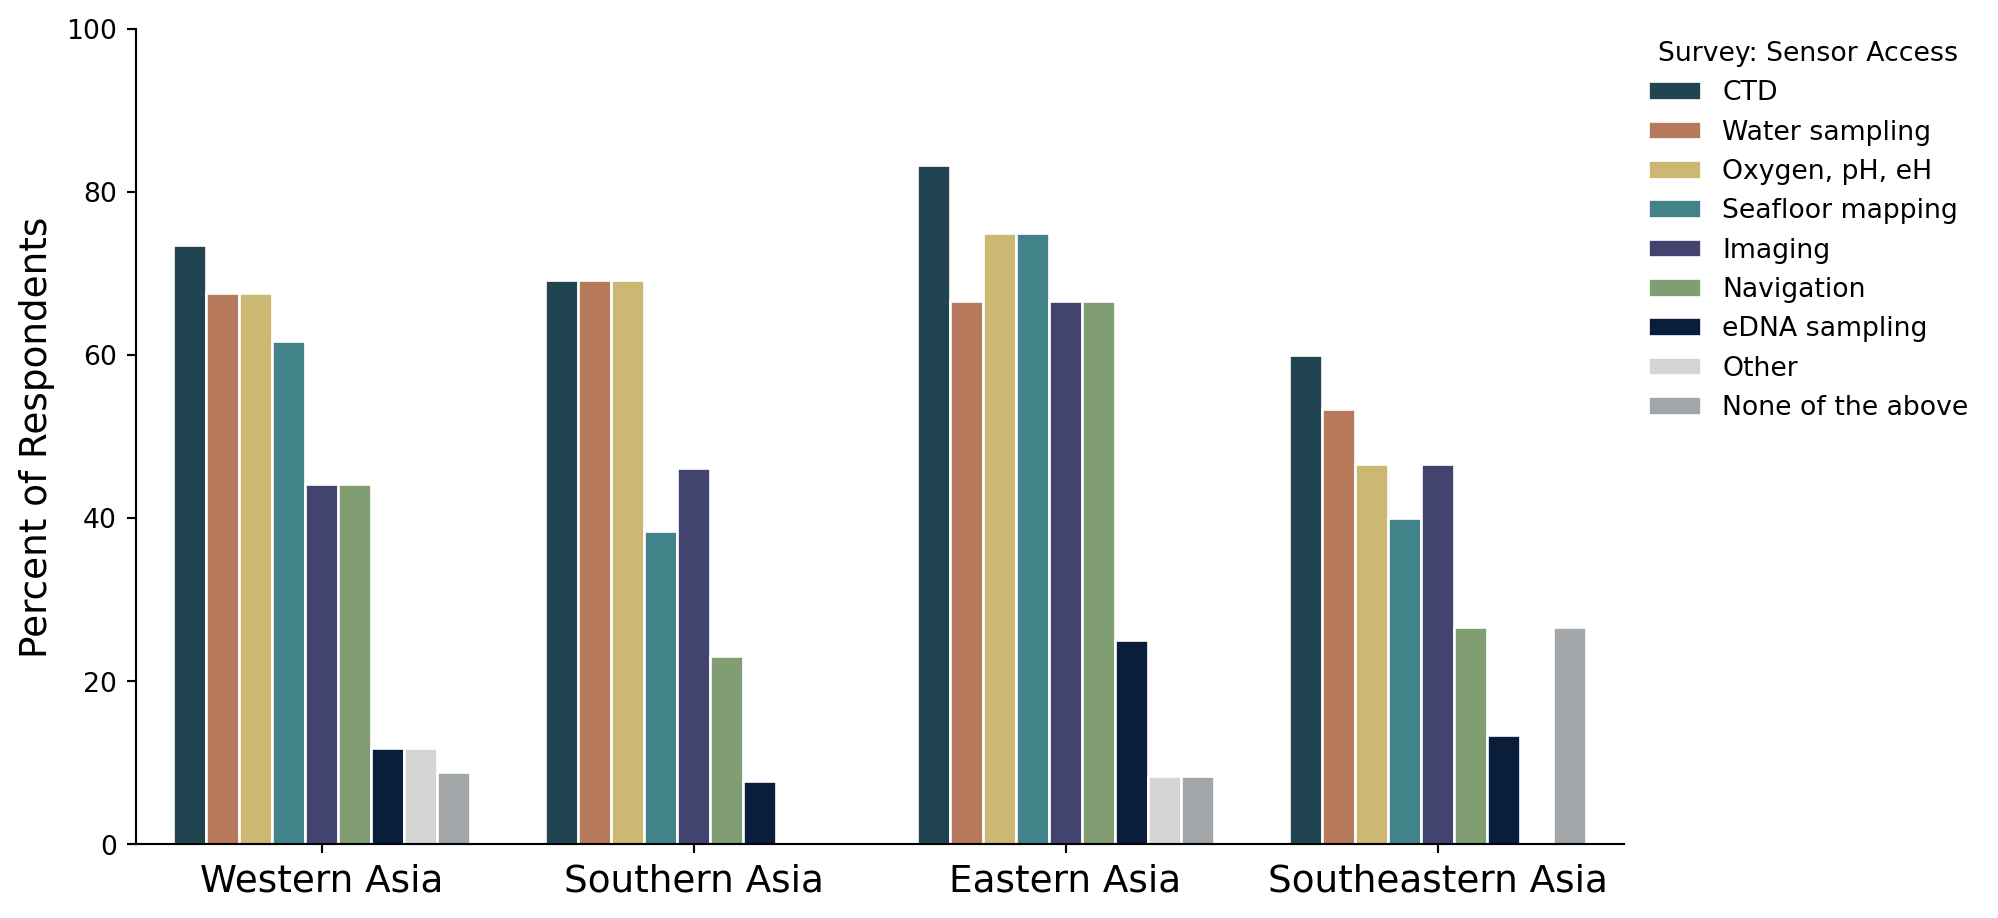 Percent of Respondents
100
80
60
40
20
0
Western Asia
Southern Asia
Eastern Asia
Southeastern Asia
Survey: Sensor Access
CTD
Water sampling
Oxygen, pH, eH
Seafloor mapping
Imaging
Navigation
eDNA sampling
Other
None of the above